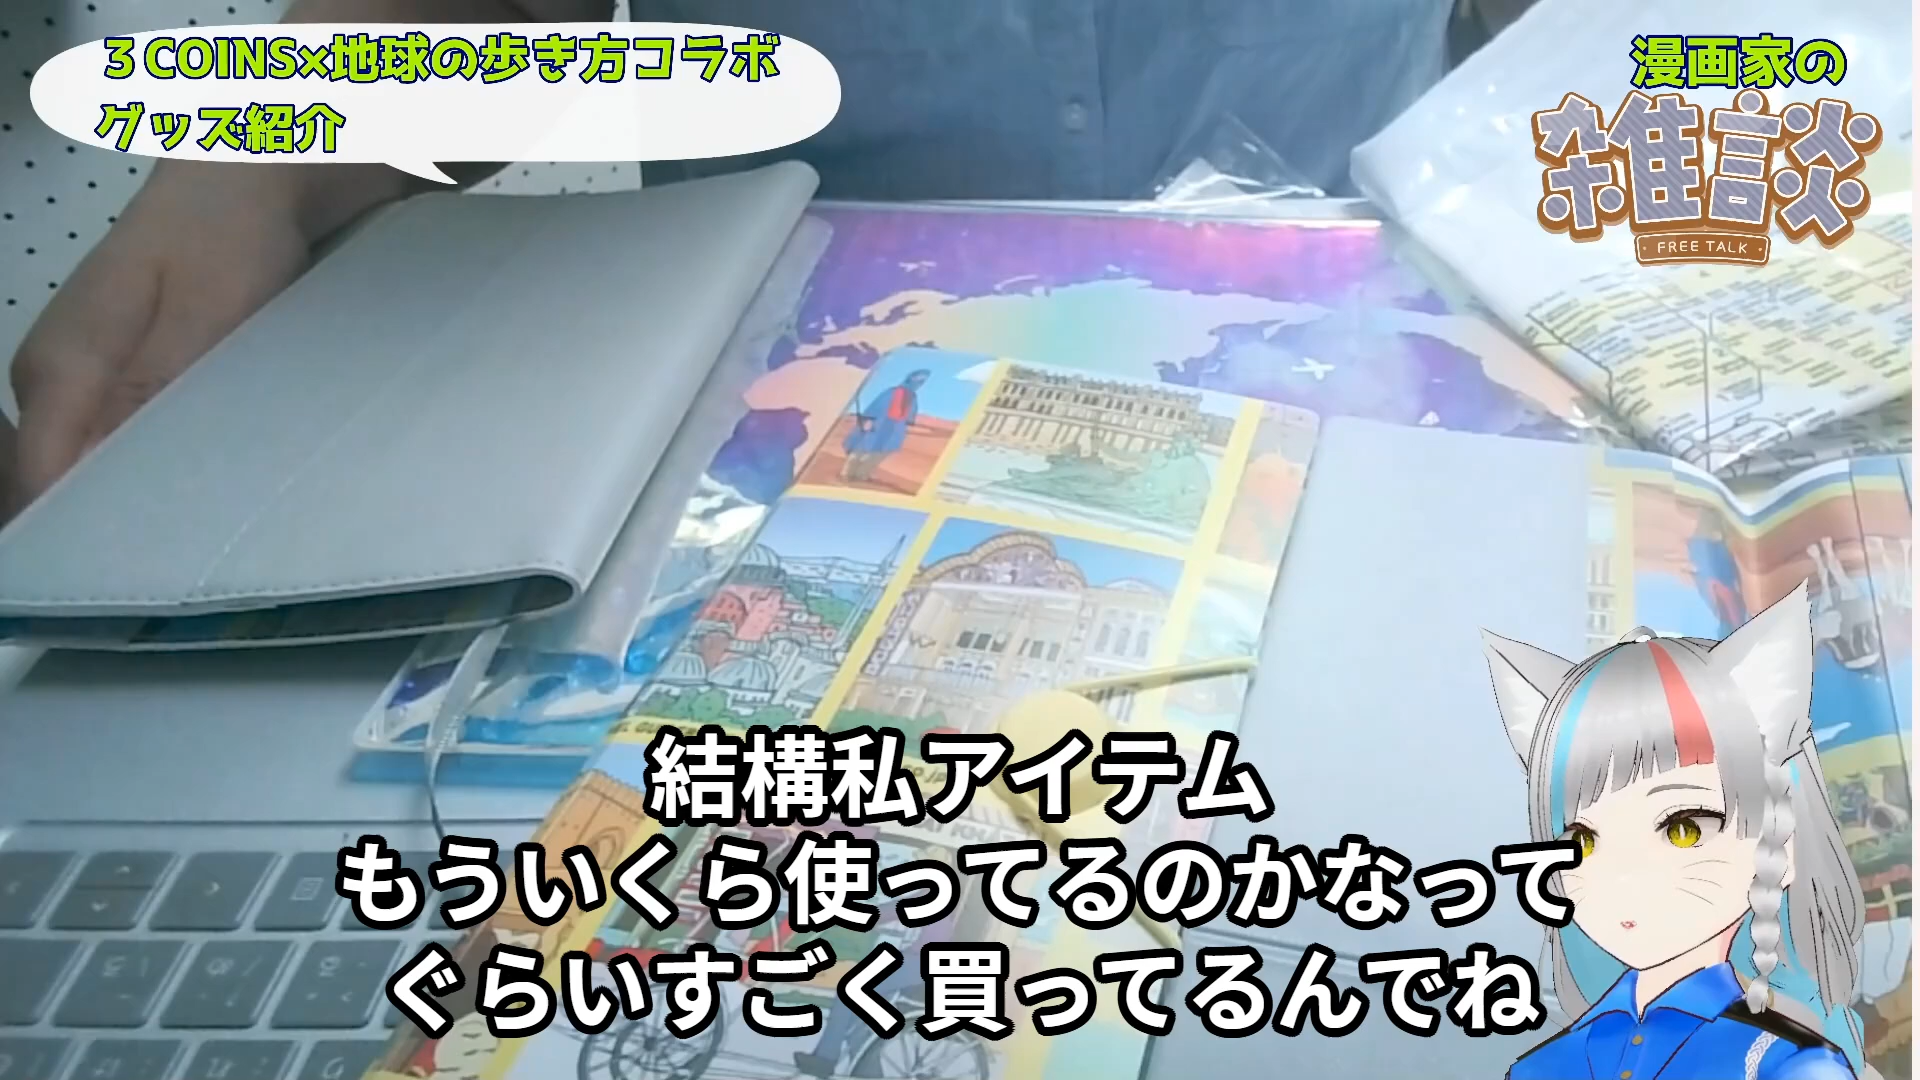 ３COINS×地球の歩き方コラボ
グッズ紹介
漫画家の
雑談
FREE TALK
結構私アイテム
もういくら使ってるのかなって
ぐらいすごく買ってるんでね